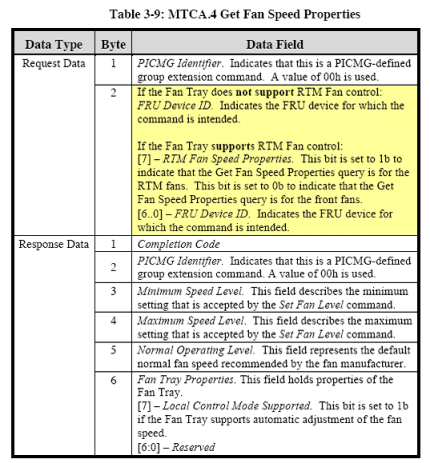 Table 3-9: MTCA.4 Get Fan Speed Properties
Data Type Byte Data Field
Request Data 1 PICMG Identifier. Indicates that this is a PICMG-defined
group extension command. A value of 00h is used.
2 If the Fan Tray does not support RTM Fan control:
FRU Device ID. Indicates the FRU device for which the
command is intended.
If the Fan Tray supports RTM Fan control:
[7] – RTM Fan Speed Properties. This bit is set to 1b to
indicate that the Get Fan Speed Properties query is for the
RTM fans. This bit is set to 0b to indicate that the Get
Fan Speed Properties query is for the front fans.
[6..0] – FRU Device ID. Indicates the FRU device for
which the command is intended.
Response Data 1 Completion Code
2 PICMG Identifier. Indicates that this is a PICMG-defined
group extension command. A value of 00h is used.
3 Minimum Speed Level. This field describes the minimum
setting that is accepted by the Set Fan Level command.
4 Maximum Speed Level. This field describes the maximum
setting that is accepted by the Set Fan Level command.
5 Normal Operating Level. This field represents the default
normal fan speed recommended by the fan manufacturer.
6 Fan Tray Properties. This field holds properties of the
Fan Tray.
[7] – Local Control Mode Supported. This bit is set to 1b
if the Fan Tray supports automatic adjustment of the fan
speed.
[6:0] – Reserved